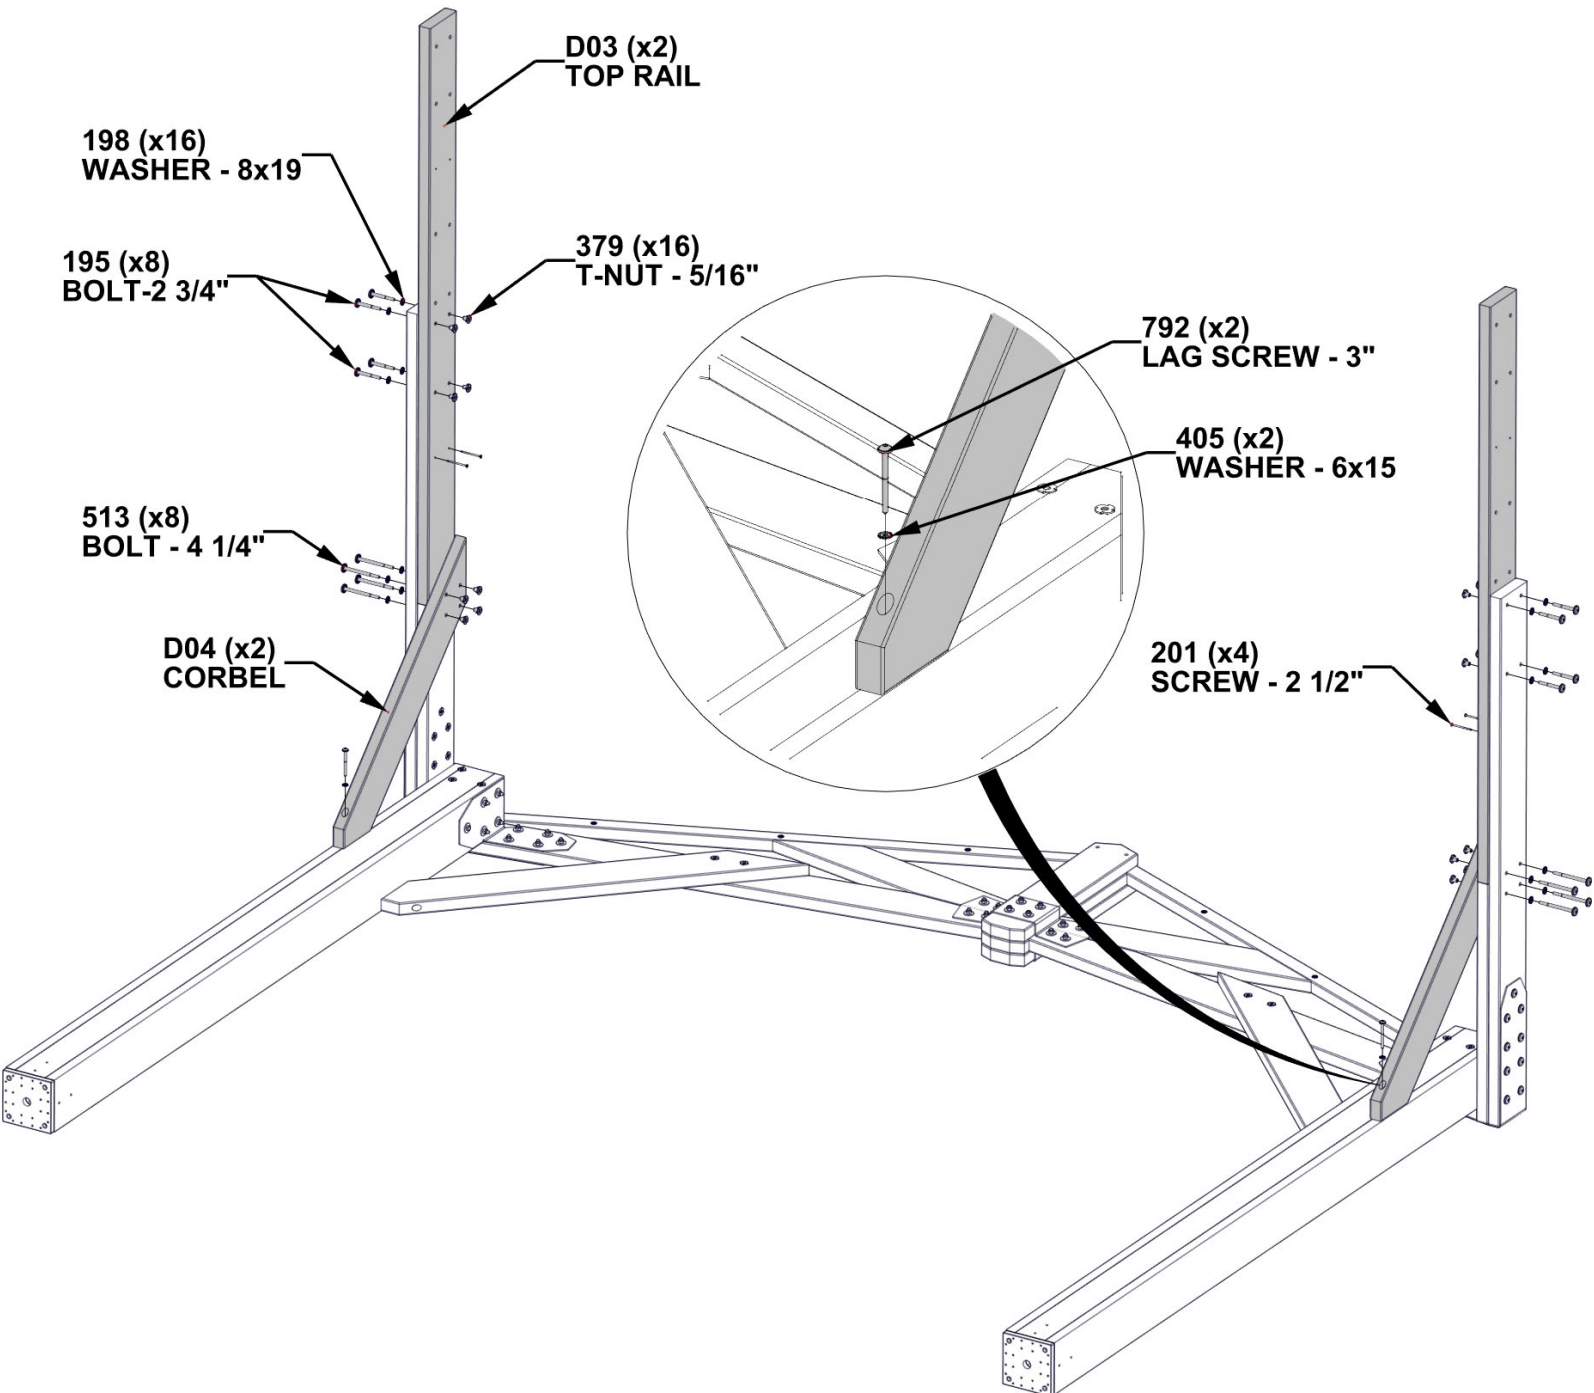 D03 (x2)
TOP RAIL
198 (x16)
WASHER - 8x19
195 (x8)
BOLT-2 3/4"
379 (x16)
T-NUT - 5/16"
792 (x2)
LAG SCREW - 3"
405 (x2)
WASHER - 6x15
513 (x8)
BOLT - 4 1/4"
D04 (x2)
CORBEL
201 (x4)
SCREW - 2 1/2"